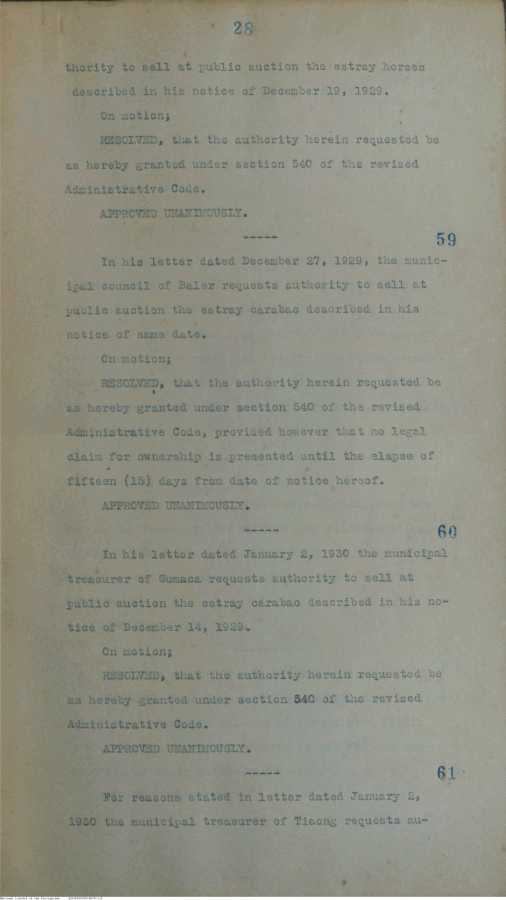 28
thority to sell at public auction the estray horses
described in his notice of December 19, 1929.
On motion;
RESOLVED, that the authority herein requested be
as hereby granted under section 540 of the revised
Administrative Code.
APPROVED UNANIMOUSLY.
-----
59
In his letter dated December 27, 1929, the munic-
ipal council of Baler requests authority to sell at
public auction the estray carabao described in his
notice of same date.
On motion;
RESOLVED, that the authority herein requested be
as hereby granted under section 540 of the revised
Administrative Code, provided however that no legal
claim for ownership is presented until the elapse of
fifteen (15) days from date of notice hereof.
APPROVED UNANIMOUSLY.
-----
60
In his letter dated January 2, 1930 the municipal
treasurer of Gumaca requests authority to sell at
public auction the estray carabao described in his no-
tice of December 14, 1929.
On motion;
RESOLVED, that the authority herein requested be
as hereby granted under section 540 of the revised
Administrative Code.
APPROVED UNANIMOUSLY.
-----
61
For reasons stated in letter dated January 2,
1930 the municipal treasurer of Tiaong requests au-
National Library of the Philippines